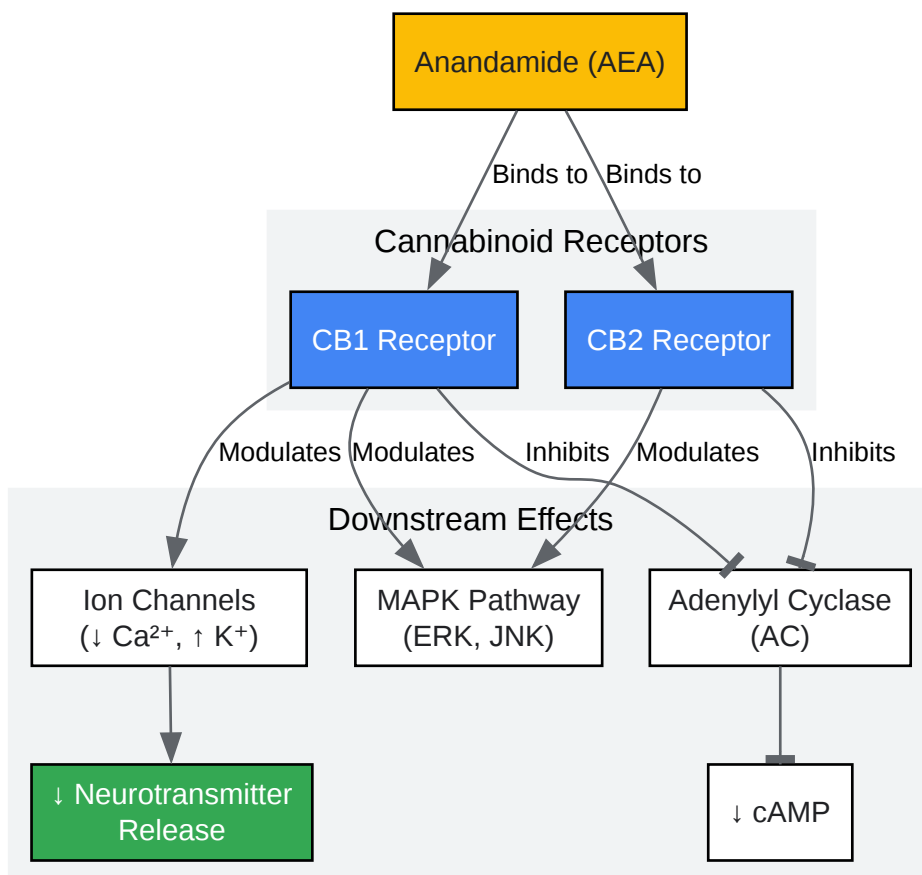 Anandamide (AEA)
Binds to
Binds to
Cannabinoid Receptors
CB1 Receptor
CB2 Receptor
Modulates
Modulates
Inhibits
Modulates
Inhibits
Downstream Effects
Ion Channels
(↓ Ca²⁺, ↑ K⁺)
MAPK Pathway
(ERK, JNK)
Adenylyl Cyclase
(AC)
↓ Neurotransmitter
Release
↓ cAMP